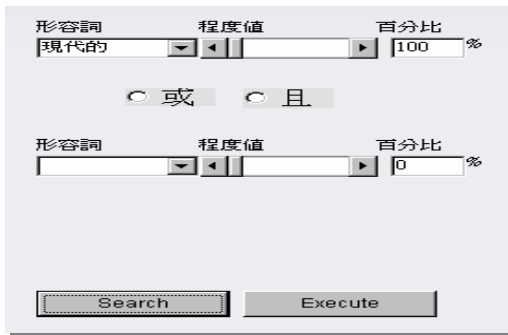 形容詞 程度值 百分比
現代的 100 %
或 且
形容詞 程度值 百分比
0 %
Search Execute